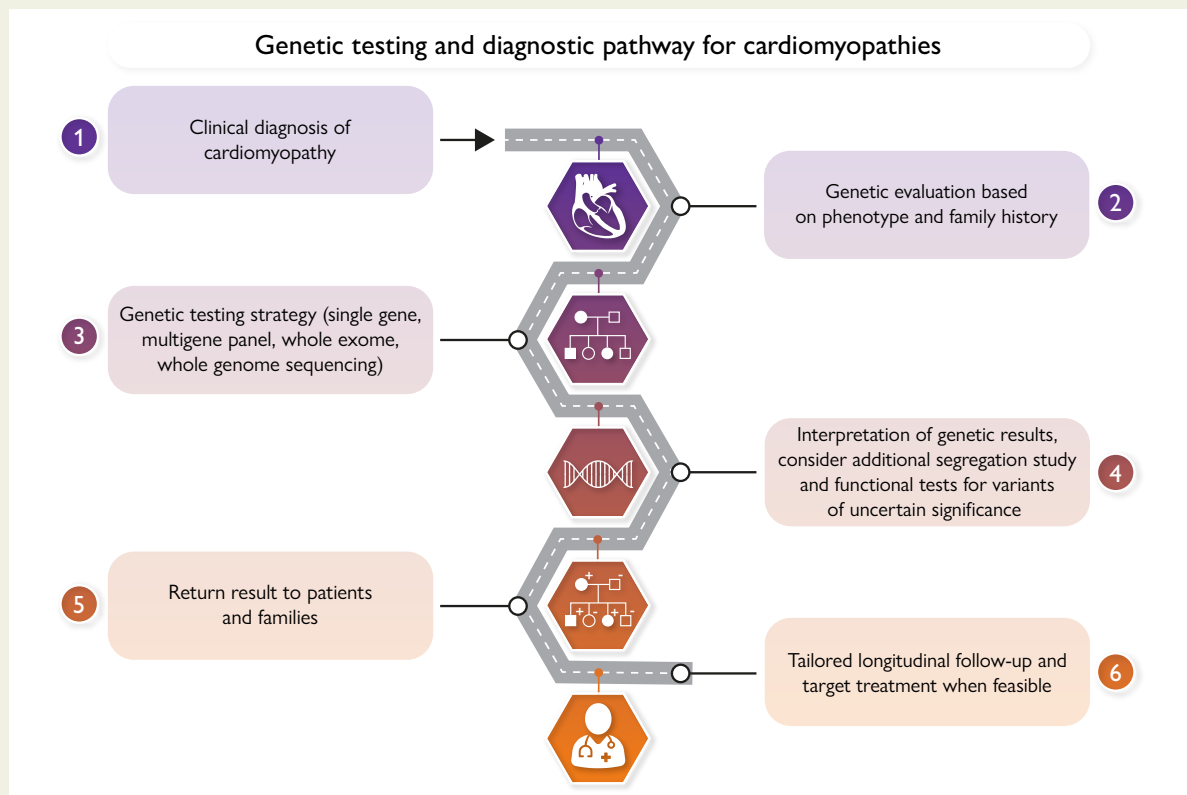 Genetic testing and diagnostic pathway for cardiomyopathies
1
Clinical diagnosis of
cardiomyopathy
Genetic evaluation based
on phenotype and family history
2
3
Genetic testing strategy (single gene,
multigene panel, whole exome,
whole genome sequencing)
Interpretation of genetic results,
consider additional segregation study
and functional tests for variants
of uncertain significance
4
+ -
+ - + -
5
Return result to patients
and families
Tailored longitudinal follow-up and
target treatment when feasible
6